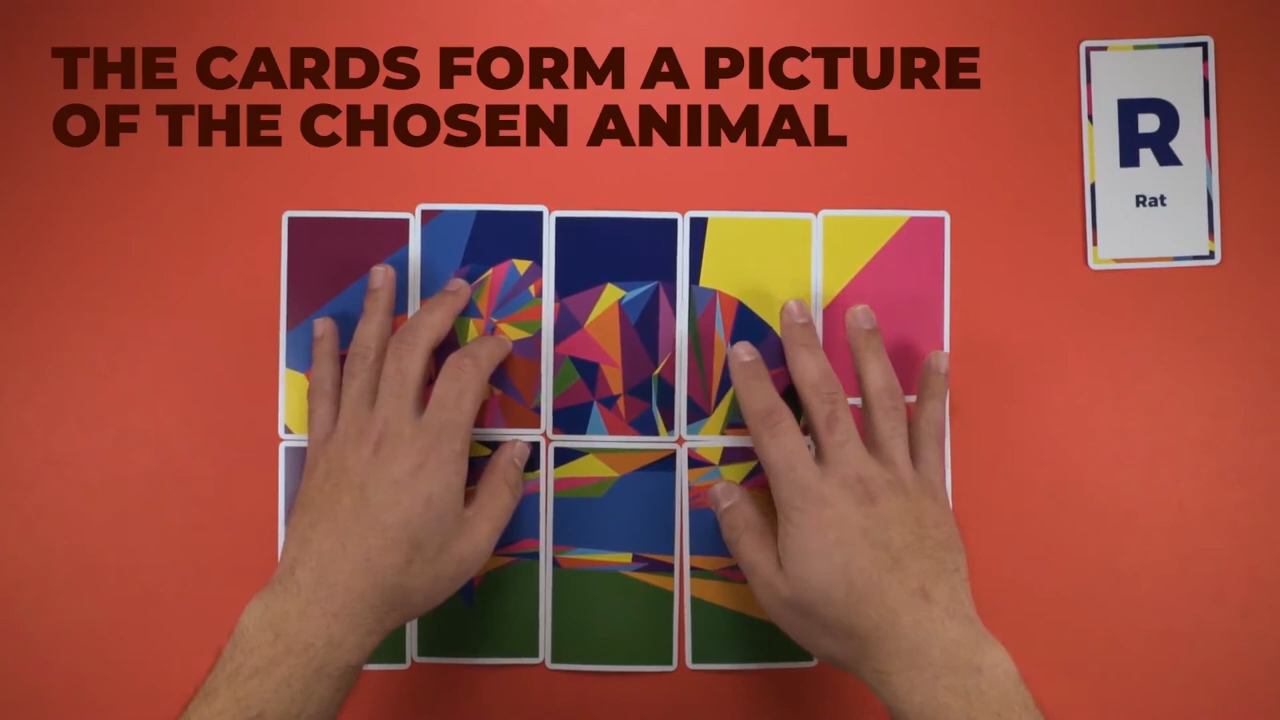 THE CARDS FORM A PICTURE
OF THE CHOSEN ANIMAL
R
Rat